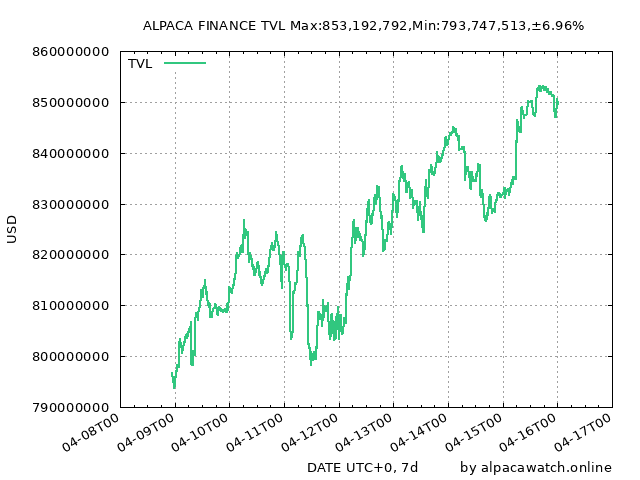 ALPACA FINANCE TVL Max:853,192,792,Min:793,747,513,±6.96%
TVL
860000000
850000000
840000000
830000000
820000000
810000000
800000000
790000000
USD
04-08T00
04-09T00
04-10T00
04-11T00
04-12T00
04-13T00
04-14T00
04-15T00
04-16T00
04-17T00
DATE UTC+0, 7d
by alpacawatch.online